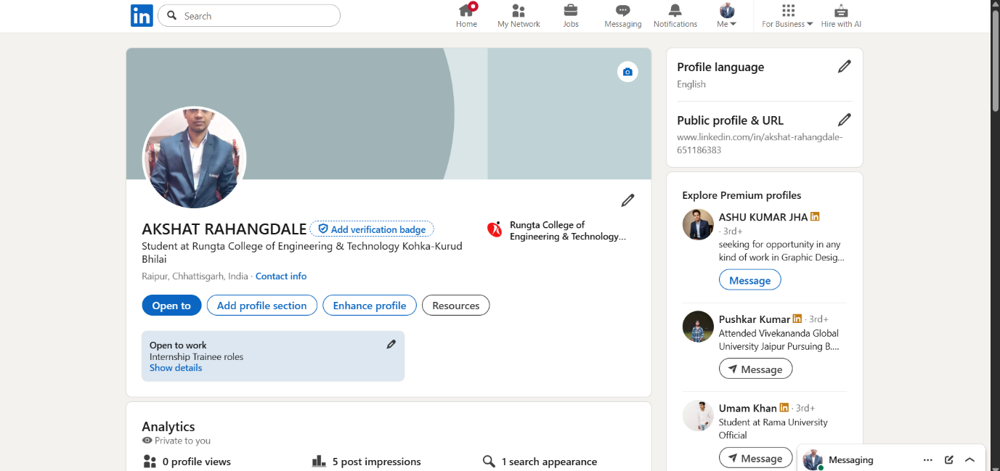 in
Search
Home
My Network
Jobs
Messaging
Notifications
Me
For Business
Hire with AI
AKSHAT RAHANGDALE
Add verification badge
Student at Rungta College of Engineering & Technology Kohka-Kurud
Bhilai
Raipur, Chhattisgarh, India · Contact info
Rungta College of
Engineering & Technology...
Open to
Add profile section
Enhance profile
Resources
Open to work
Internship Trainee roles
Show details
Analytics
Private to you
0 profile views
5 post impressions
1 search appearance
Profile language
English
Public profile & URL
www.linkedin.com/in/akshat-rahangdale-
651186383
Explore Premium profiles
ASHU KUMAR JHA in
· 3rd+
seeking for opportunity in any
kind of work in Graphic Desig...
Message
Pushkar Kumar in · 3rd+
Attended Vivekananda Global
University Jaipur Pursuing B....
Message
Umam Khan in · 3rd+
Student at Rama University
Official
Message
Messaging